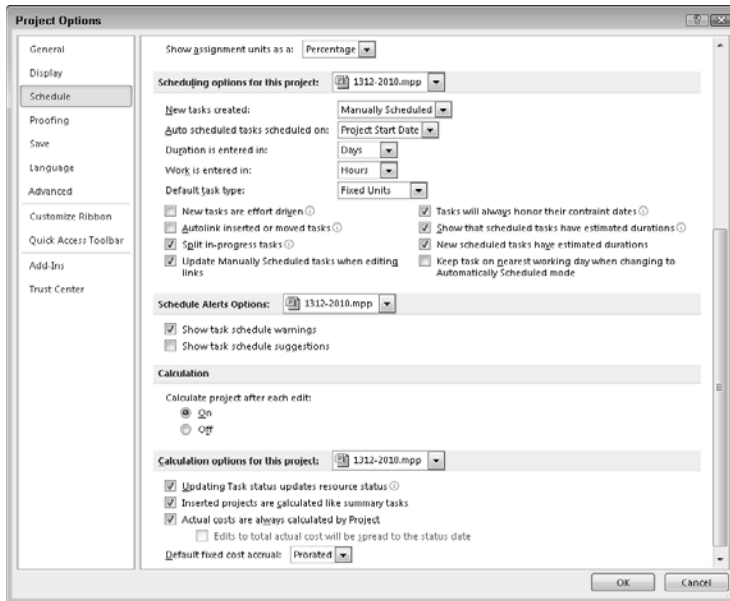 Project Options
General
Display
Schedule
Proofing
Save
Language
Advanced
Customize Ribbon
Quick Access Toolbar
Add-Ins
Trust Center
Show assignment units as a: Percentage
Scheduling options for this project: 1312-2010.mpp
New tasks created: Manually Scheduled
Auto scheduled tasks scheduled on: Project Start Date
Duration is entered in: Days
Work is entered in: Hours
Default task type: Fixed Units
New tasks are effort driven
Autolink inserted or moved tasks
Split in-progress tasks
Update Manually Scheduled tasks when editing
links
Tasks will always honor their contraint dates
Show that scheduled tasks have estimated durations
New scheduled tasks have estimated durations
Keep task on nearest working day when changing to
Automatically Scheduled mode
Schedule Alerts Options: 1312-2010.mpp
Show task schedule warnings
Show task schedule suggestions
Calculation
Calculate project after each edit:
On
Off
Calculation options for this project: 1312-2010.mpp
Updating Task status updates resource status
Inserted projects are calculated like summary tasks
Actual costs are always calculated by Project
Edits to total actual cost will be spread to the status date
Default fixed cost accrual: Prorated
OK Cancel